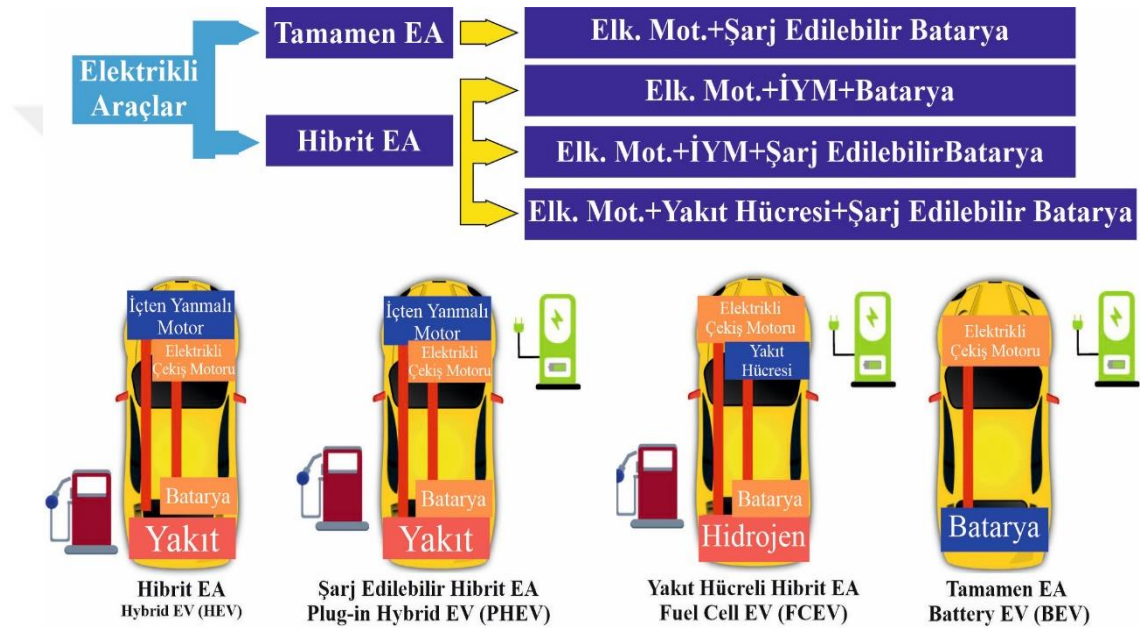 Elektrikli
Araçlar
Tamamen EA
Elk. Mot.+Şarj Edilebilir Batarya
Hibrit EA
Elk. Mot.+İYM+Batarya
Elk. Mot.+İYM+Şarj EdilebilirBatarya
Elk. Mot.+Yakıt Hücresi+Şarj Edilebilir Batarya
İçten Yanmalı
Motor
Elektrikli
Çekiş Motoru
Batarya
Yakıt
Hibrit EA
Hybrid EV (HEV)
İçten Yanmalı
Motor
Elektrikli
Çekiş Motoru
Batarya
Yakıt
Şarj Edilebilir Hibrit EA
Plug-in Hybrid EV (PHEV)
Elektrikli
Çekiş Motoru
Yakıt
Hücresi
Batarya
Hidrojen
Yakıt Hücreli Hibrit EA
Fuel Cell EV (FCEV)
Elektrikli
Çekiş Motoru
Batarya
Tamamen EA
Battery EV (BEV)